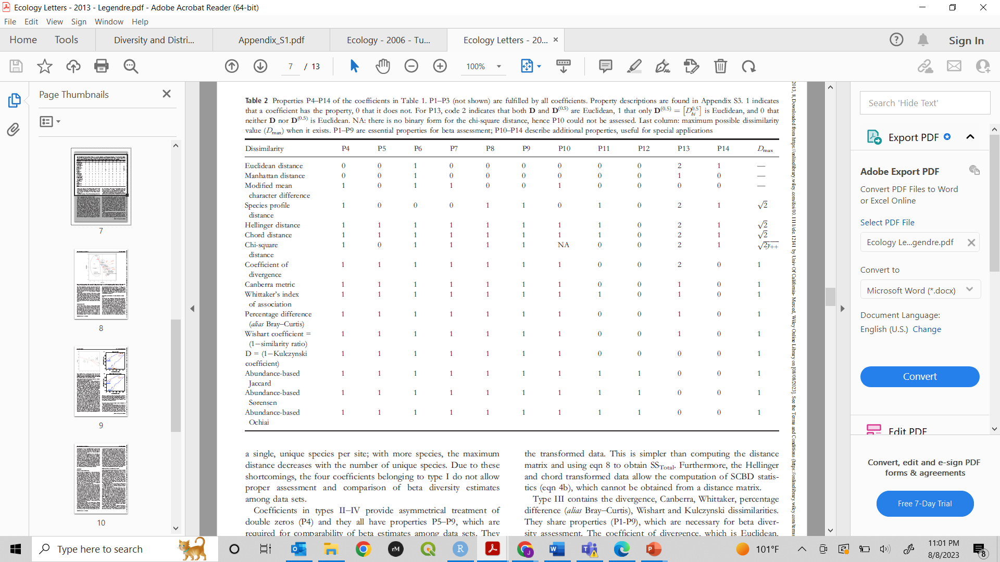 Ecology Letters - 2013 - Legendre.pdf - Adobe Acrobat Reader (64-bit)
File Edit View Sign Window Help
Home Tools Diversity and Distri... Appendix_S1.pdf Ecology - 2006 - Tu... Ecology Letters - 20... × Sign In
7 / 13 100%
Page Thumbnails
7
8
9
10
Table 2 Properties P4–P14 of the coefficients in Table 1. P1–P3 (not shown) are fulfilled by all coefficients. Property descriptions are found in Appendix S3. 1 indicates
that a coefficient has the property, 0 that it does not. For P13, code 2 indicates that both D and D(0.5) are Euclidean, 1 that only D(0.5) = [D0.5hi] is Euclidean, and 0 that
neither D nor D(0.5) is Euclidean. NA: there is no binary form for the chi-square distance, hence P10 could not be assessed. Last column: maximum possible dissimilarity
value (Dmax) when it exists. P1–P9 are essential properties for beta assessment; P10–P14 describe additional properties, useful for special applications
Dissimilarity P4 P5 P6 P7 P8 P9 P10 P11 P12 P13 P14 Dmax
Euclidean distance 0 0 1 0 0 0 0 0 0 2 1 —
Manhattan distance 0 0 1 0 0 0 0 0 0 1 0 —
Modified mean 1 0 1 1 0 0 1 0 0 0 0 —
character difference
Species profile 1 0 0 0 1 1 0 1 0 2 1 √2
distance
Hellinger distance 1 1 1 1 1 1 1 1 0 2 1 √2
Chord distance 1 1 1 1 1 1 1 1 0 2 1 √2
Chi-square 1 0 1 1 1 1 NA 0 0 2 1 √2y++
distance
Coefficient of 1 1 1 1 1 1 1 0 0 2 0 1
divergence
Canberra metric 1 1 1 1 1 1 1 0 0 1 0 1
Whittaker's index 1 1 1 1 1 1 1 1 0 1 0 1
of association
Percentage difference 1 1 1 1 1 1 1 0 0 1 0 1
(alias Bray–Curtis)
Wishart coefficient = 1 1 1 1 1 1 1 0 0 1 0 1
(1−similarity ratio)
D = (1−Kulczynski 1 1 1 1 1 1 1 0 0 0 0 1
coefficient)
Abundance-based 1 1 1 1 1 1 1 1 1 0 0 1
Jaccard
Abundance-based 1 1 1 1 1 1 1 1 1 0 0 1
Sørensen
Abundance-based 1 1 1 1 1 1 1 1 1 0 0 1
Ochiai
a single, unique species per site; with more species, the maximum
distance decreases with the number of unique species. Due to these
shortcomings, the four coefficients belonging to type I do not allow
proper assessment and comparison of beta diversity estimates
among data sets.
Coefficients in types II–IV provide asymmetrical treatment of
double zeros (P4) and they all have properties P5–P9, which are
required for comparability of beta estimates among data sets. They
the transformed data. This is simpler than computing the distance
matrix and using eqn 8 to obtain SSTotal. Furthermore, the Hellinger
and chord transformed data allow the computation of SCBD statis-
tics (eqn 4b), which cannot be obtained from a distance matrix.
Type III contains the divergence, Canberra, Whittaker, percentage
difference (alias Bray–Curtis), Wishart and Kulczynski dissimilarities.
They share properties (P1-P9), which are necessary for beta diver-
sity assessment. The coefficient of divergence, which is Euclidean,
2013, 8, Downloaded from https://onlinelibrary.wiley.com/doi/10.1111/ele.12141 by Univ Of California- Merced, Wiley Online Library on [08/08/2023]. See the Terms and Conditions (https://onlinelibrary.wiley.com/terms
Search 'Hide Text'
Export PDF
Adobe Export PDF
Convert PDF Files to Word
or Excel Online
Select PDF File
Ecology Le...gendre.pdf
Convert to
Microsoft Word (*.docx)
Document Language:
English (U.S.) Change
Convert
Edit PDF
Convert, edit and e-sign PDF
forms & agreements
Free 7-Day Trial
Type here to search
rM
R
101°F
11:01 PM
8/8/2023
8